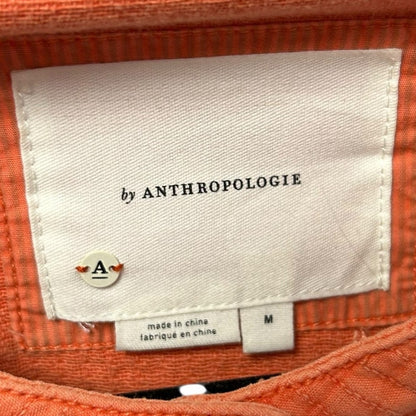 by ANTHROPOLOGIE
A
made in china
fabriqué en chine
M